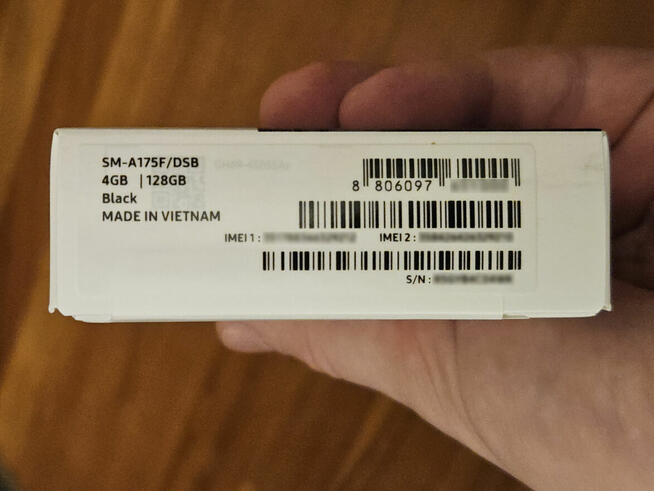 SM-A175F/DSB
4GB | 128GB
Black
MADE IN VIETNAM
8 806097
IMEI 1 : IMEI 2 :
S/N :